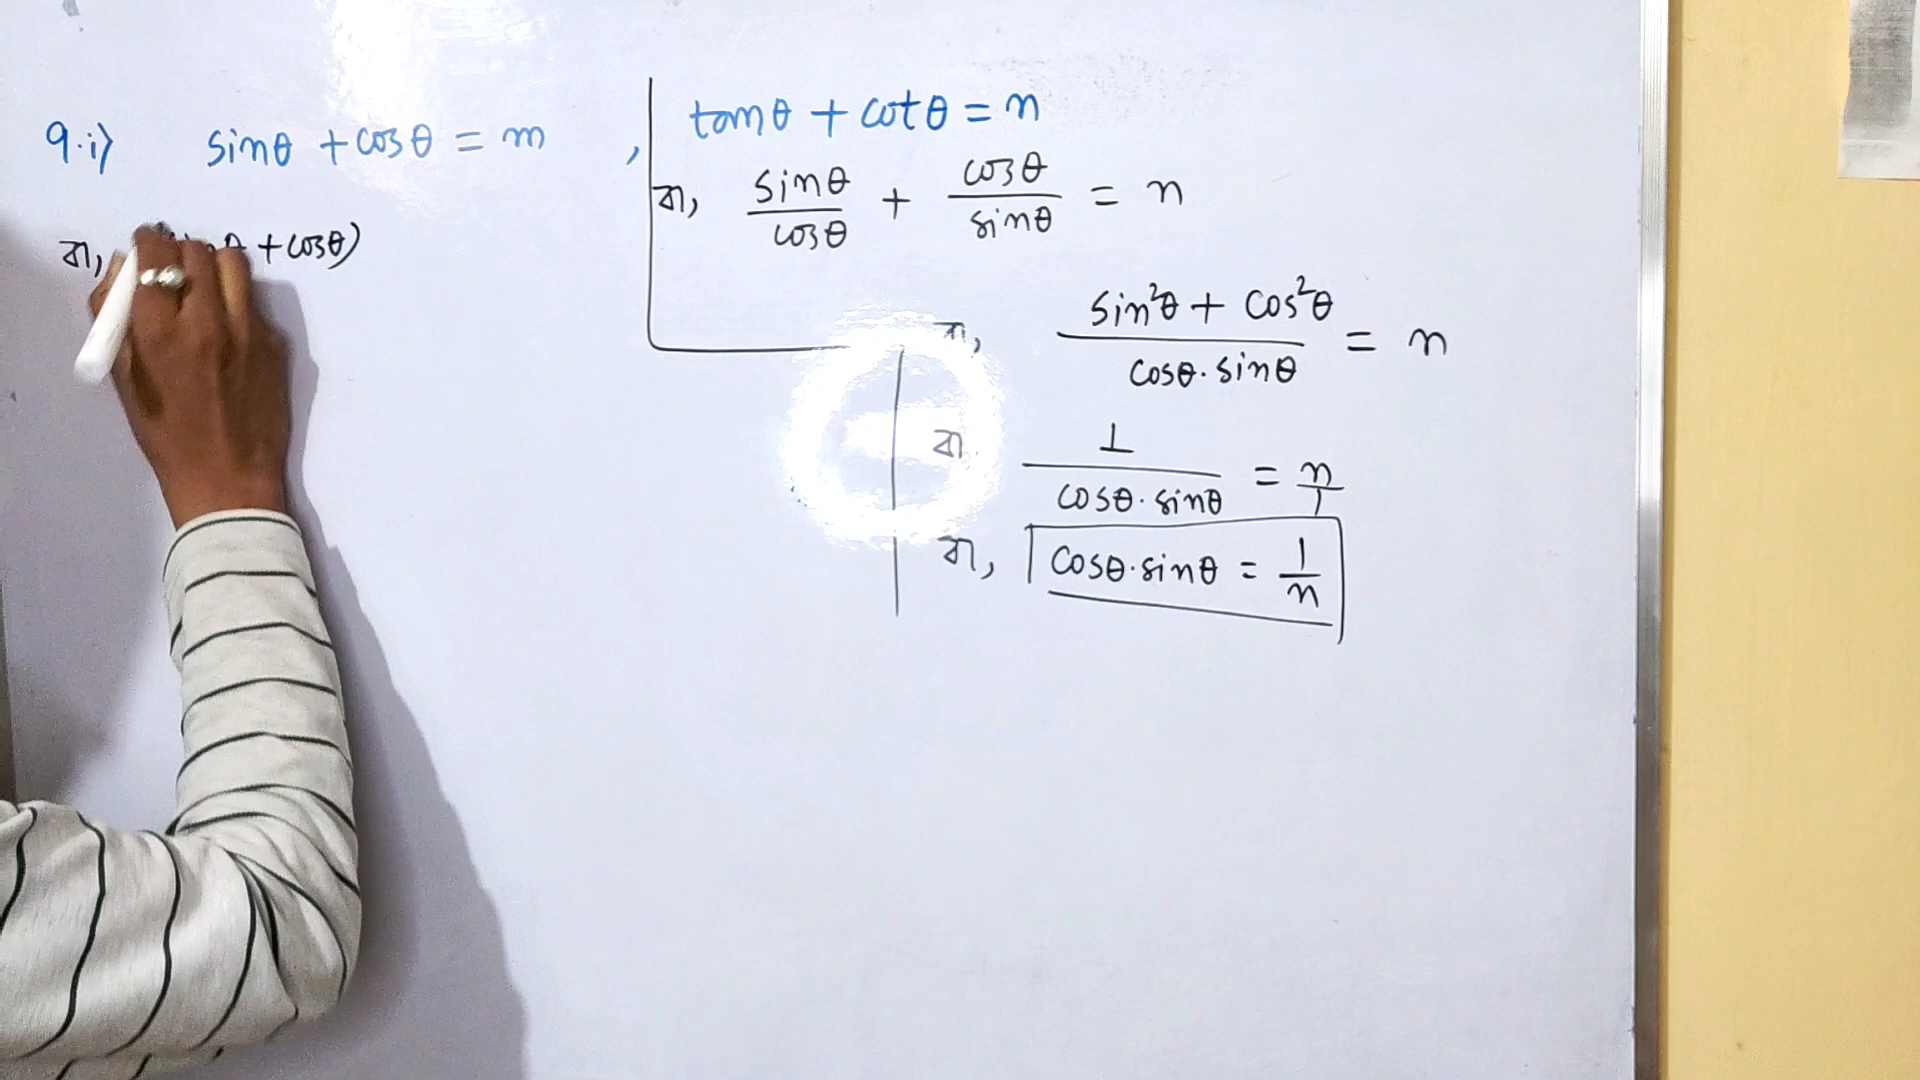 9.i) sinθ + cosθ = m ,
বা, + cosθ)
tanθ + cotθ = n
বা, sinθ/cosθ + cosθ/sinθ = n
বা, sin²θ + cos²θ / cosθ·sinθ = n
বা 1/cosθ·sinθ = n/1
বা, cosθ·sinθ = 1/n